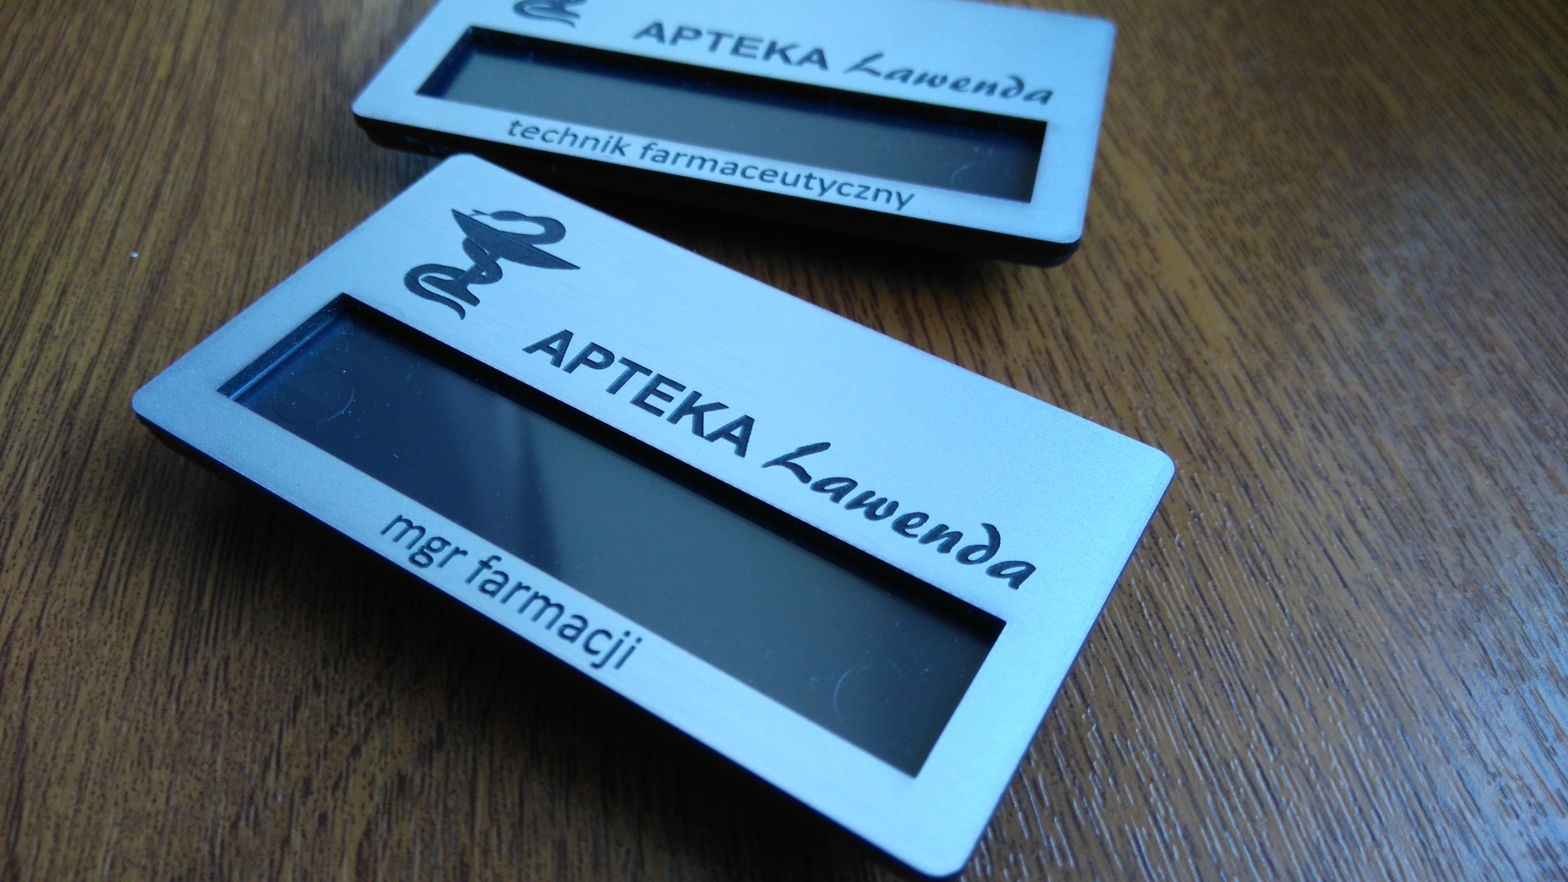 APTEKA Lawenda
technik farmaceutyczny
APTEKA Lawenda
mgr farmacji